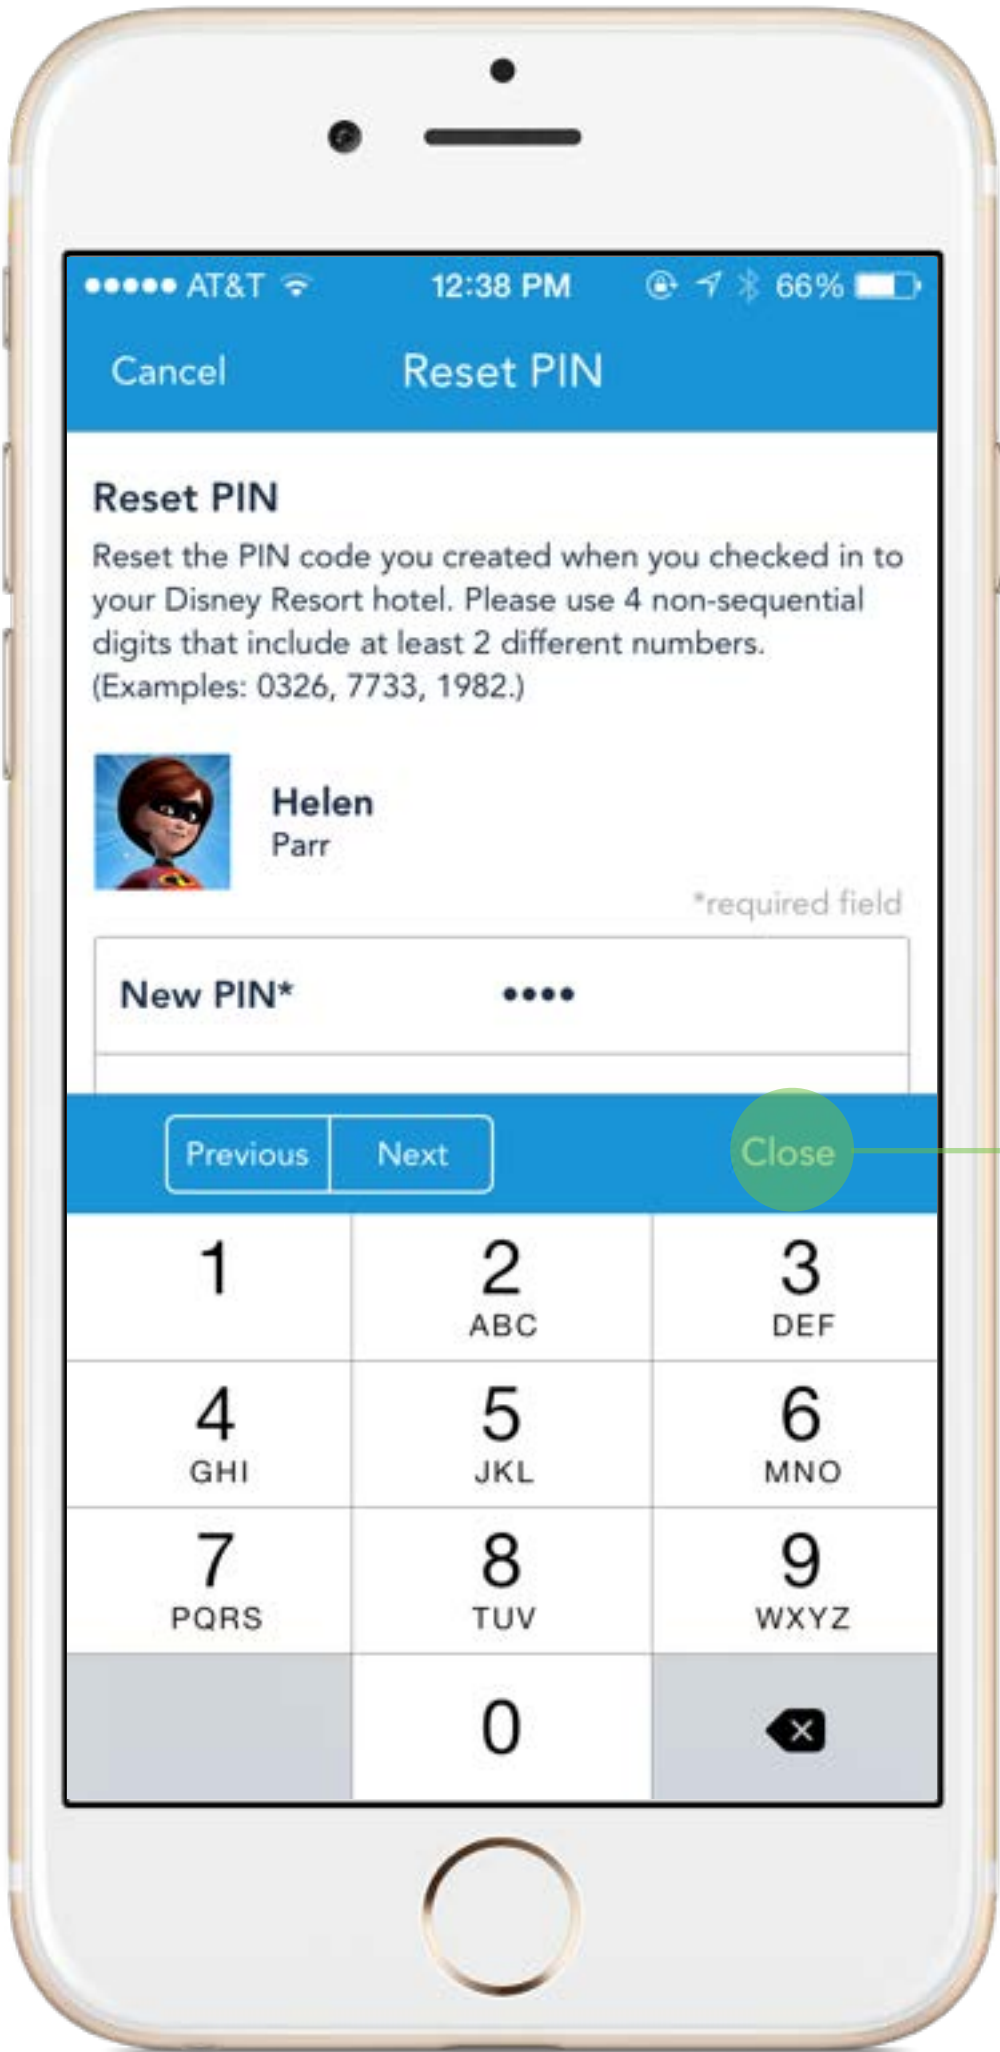 AT&T 12:38 PM 66%
Cancel Reset PIN
Reset PIN
Reset the PIN code you created when you checked in to
your Disney Resort hotel. Please use 4 non-sequential
digits that include at least 2 different numbers.
(Examples: 0326, 7733, 1982.)
Helen
Parr
*required field
New PIN* ••••
Previous Next Close
1 2 3
ABC DEF
4 5 6
GHI JKL MNO
7 8 9
PQRS TUV WXYZ
0